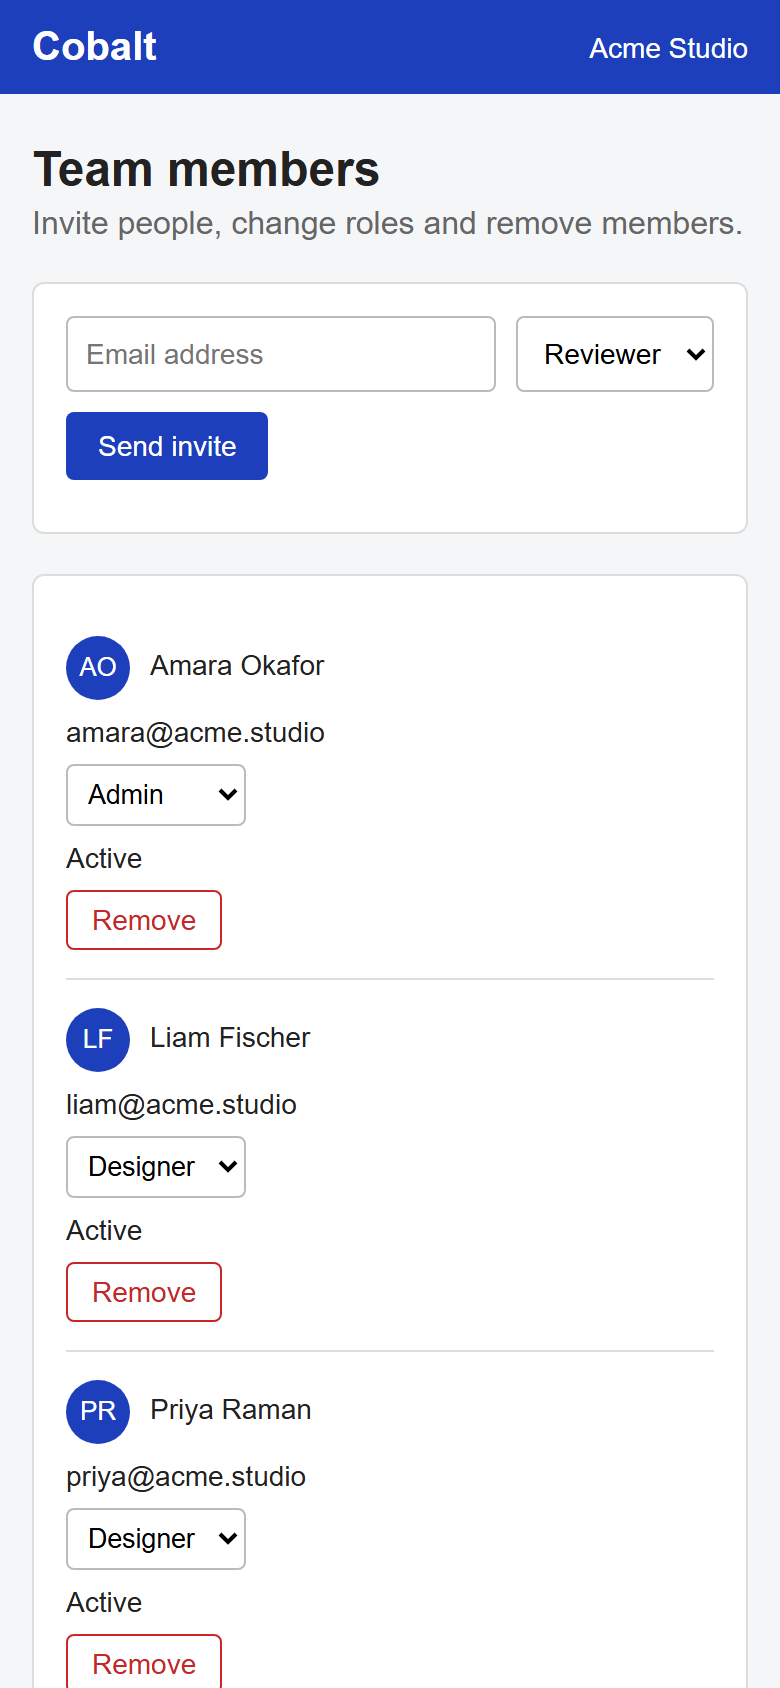 Cobalt
Acme Studio
Team members
Invite people, change roles and remove members.
Email address
Reviewer
Send invite
AO
Amara Okafor
amara@acme.studio
Admin
Active
Remove
LF
Liam Fischer
liam@acme.studio
Designer
Active
Remove
PR
Priya Raman
priya@acme.studio
Designer
Active
Remove